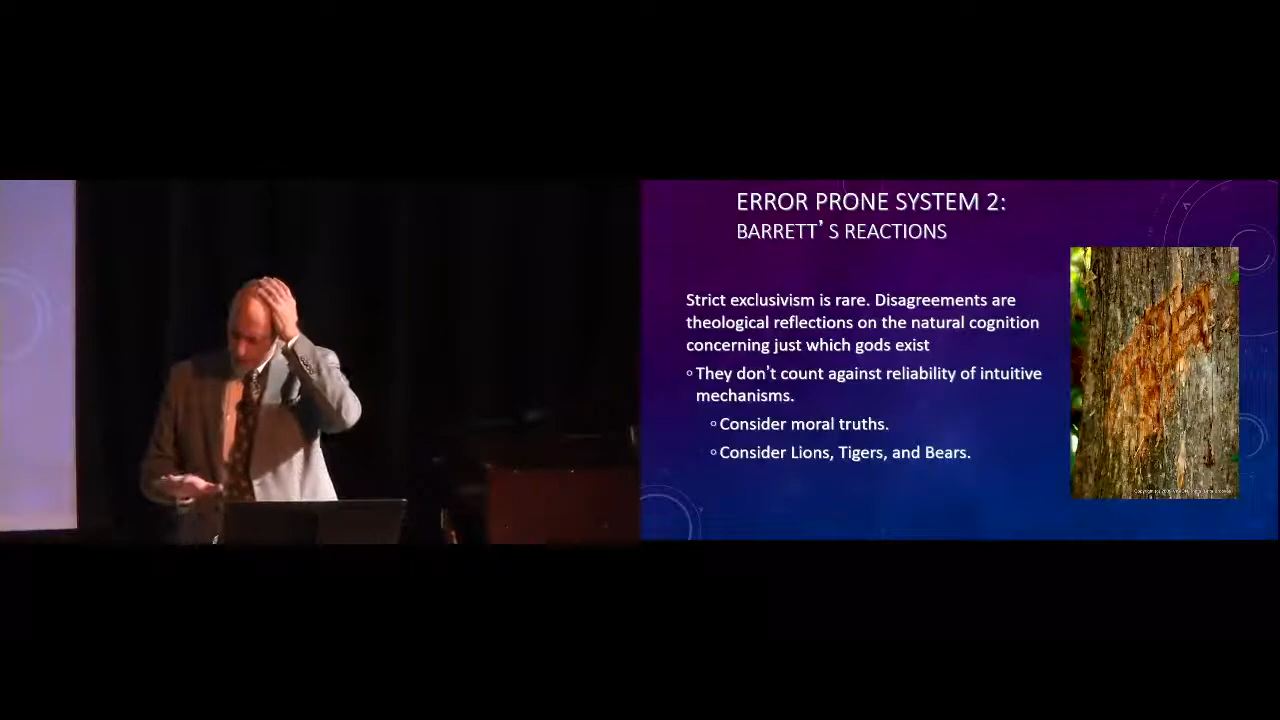 ERROR PRONE SYSTEM 2:
BARRETT’S REACTIONS
Strict exclusivism is rare. Disagreements are
theological reflections on the natural cognition
concerning just which gods exist
They don’t count against reliability of intuitive
mechanisms.
Consider moral truths.
Consider Lions, Tigers, and Bears.